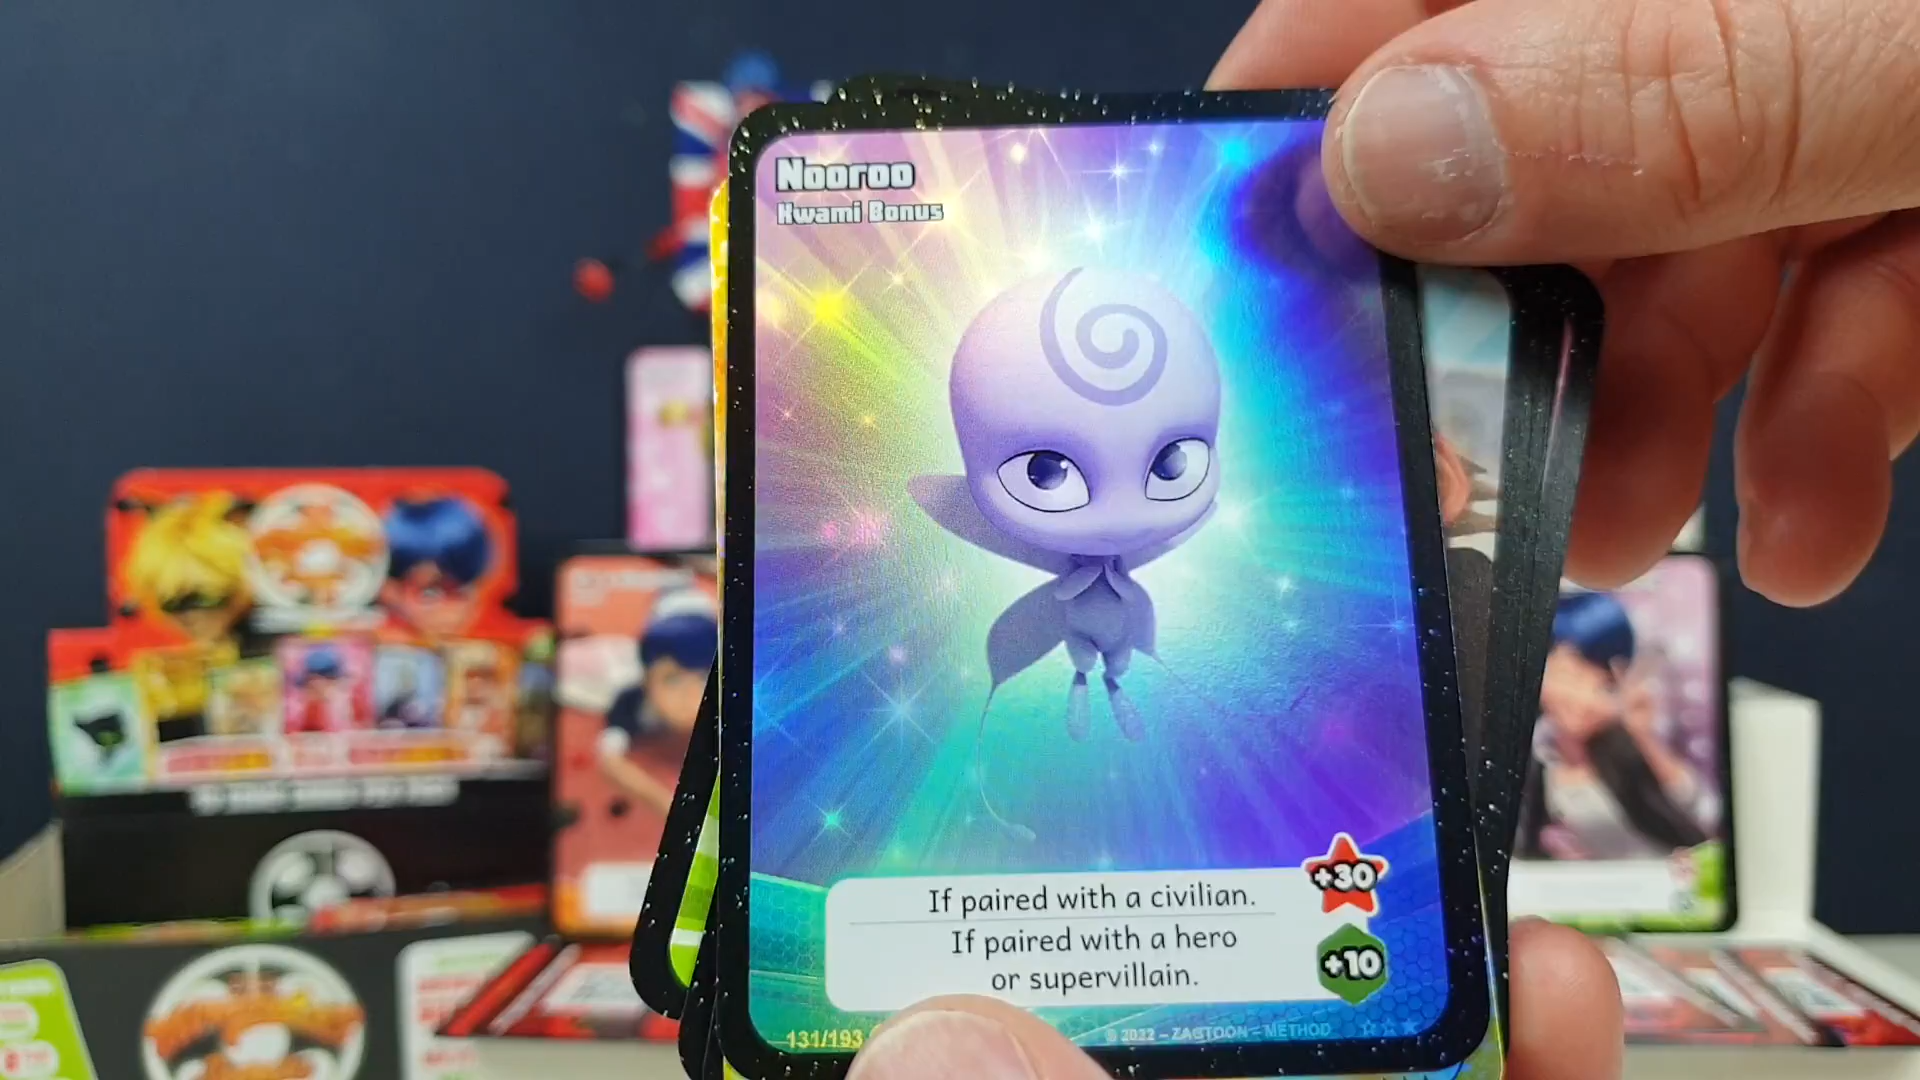 Nooroo
Kwami Bonus
If paired with a civilian.
+30
If paired with a hero
or supervillain.
+10
131/193
© 2022 – ZAGTOON – METHOD